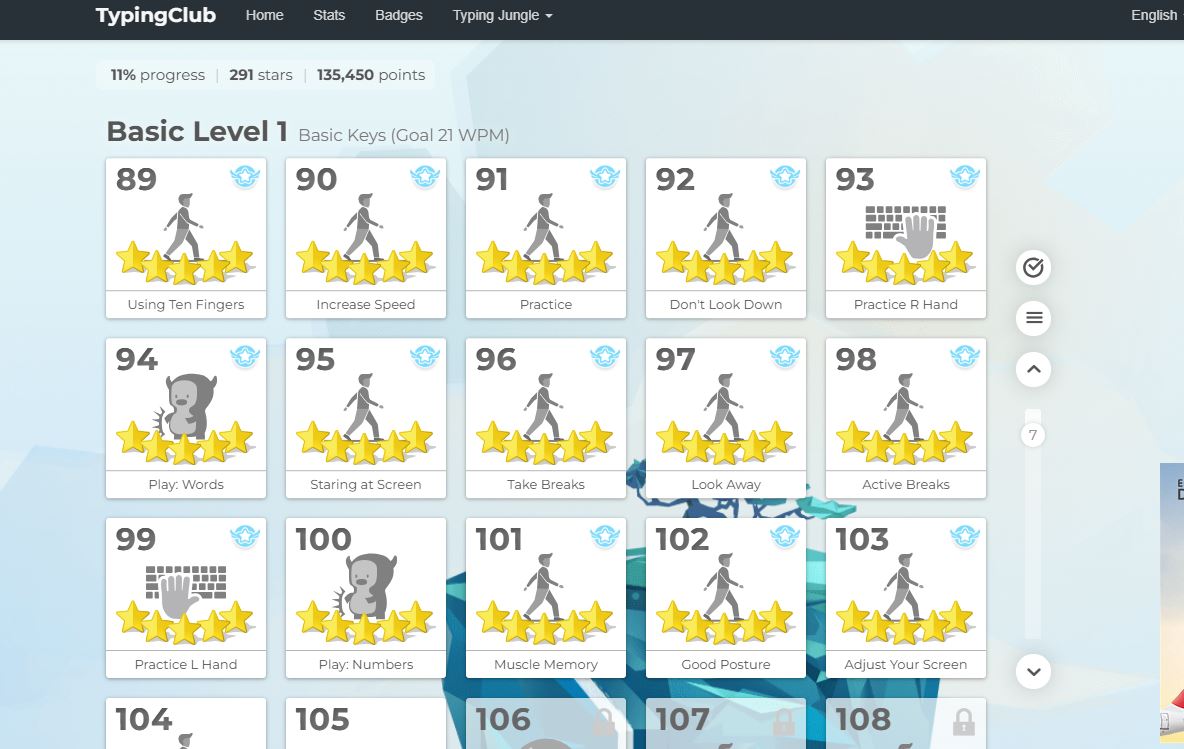 TypingClub Home Stats Badges Typing Jungle English
11% progress | 291 stars | 135,450 points
Basic Level 1 Basic Keys (Goal 21 WPM)
89 90 91 92 93
Using Ten Fingers Increase Speed Practice Don't Look Down Practice R Hand
94 95 96 97 98
Play: Words Staring at Screen Take Breaks Look Away Active Breaks
7
99 100 101 102 103
Practice L Hand Play: Numbers Muscle Memory Good Posture Adjust Your Screen
104 105 106 107 108